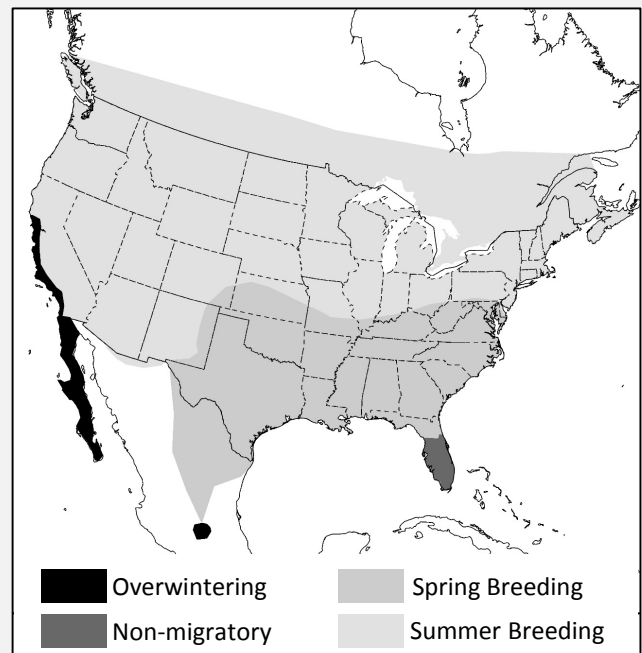 Overwintering
Spring Breeding
Non-migratory
Summer Breeding